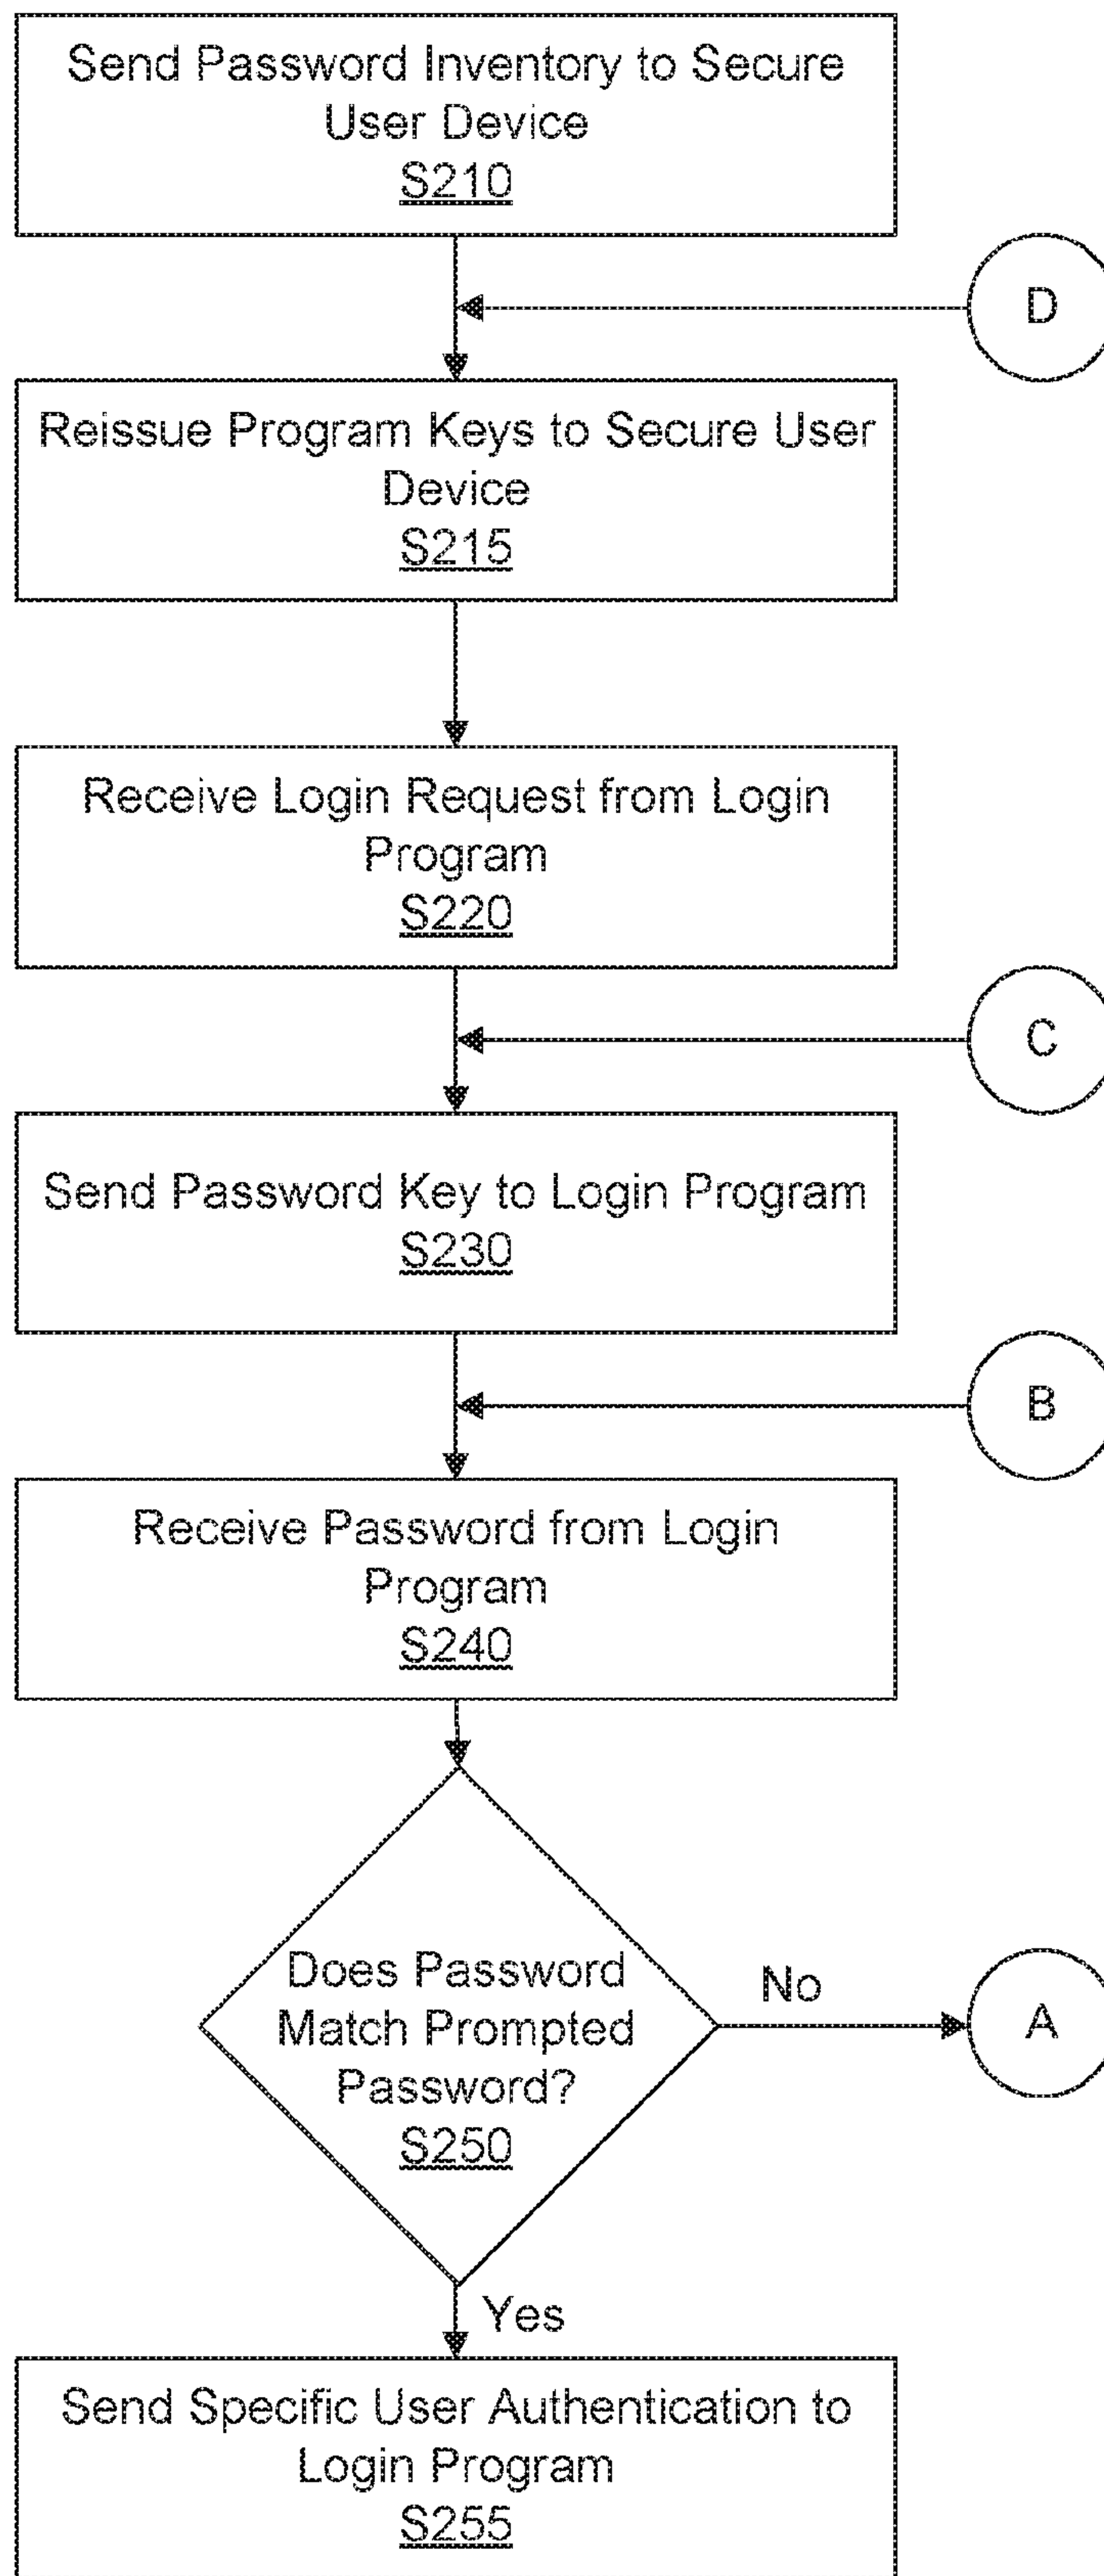 Send Password Inventory to Secure
User Device
S210
D
Reissue Program Keys to Secure User
Device
S215
Receive Login Request from Login
Program
S220
C
Send Password Key to Login Program
S230
B
Receive Password from Login
Program
S240
Does Password
Match Prompted
Password?
S250
No
A
Yes
Send Specific User Authentication to
Login Program
S255